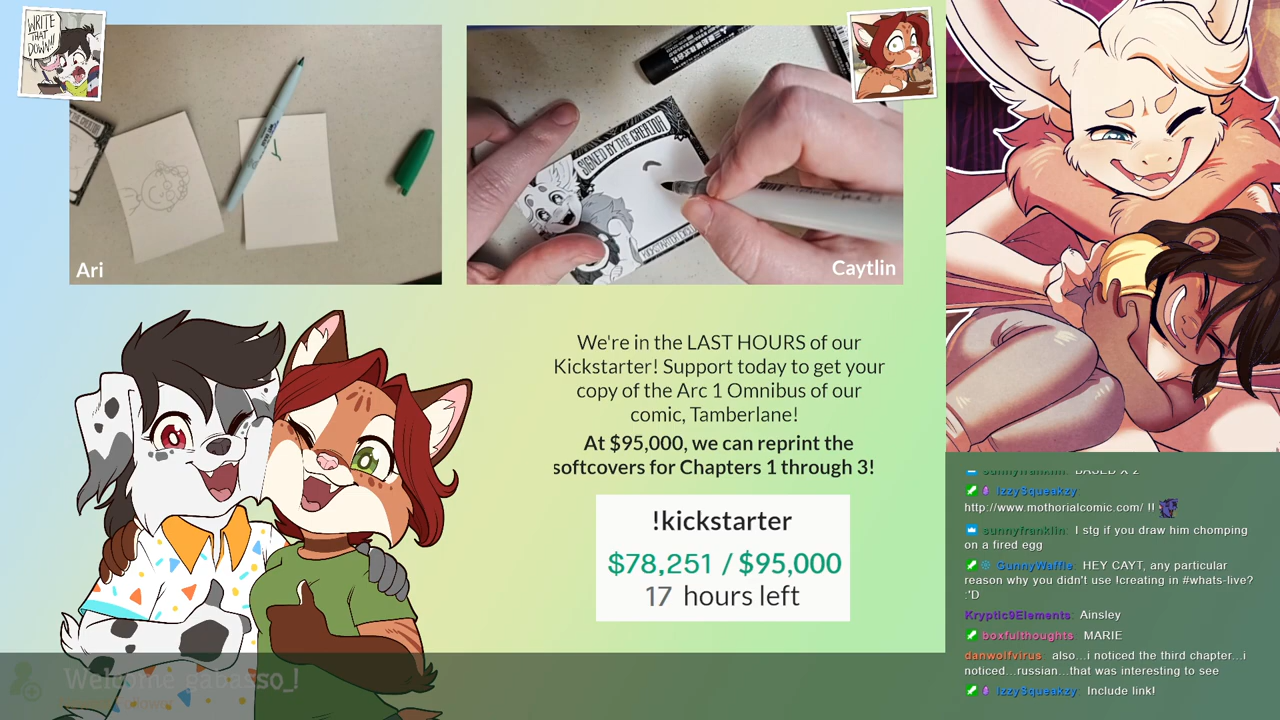 WRITE
THAT
DOWN!!
SIGNED BY THE CREATOR
Ari
Caytlin
We're in the LAST HOURS of our
Kickstarter! Support today to get your
copy of the Arc 1 Omnibus of our
comic, Tamberlane!
At $95,000, we can reprint the
softcovers for Chapters 1 through 3!
!kickstarter
$78,251 / $95,000
17 hours left
Welcome gabasso_!
sunnyfranklin: BASED X 2
IzzySqueakzy:
http://www.mothorialcomic.com/ !!
sunnyfranklin: I stg if you draw him chomping
on a fired egg
GunnyWaffle: HEY CAYT, any particular
reason why you didn't use !creating in #whats-live?
:'D
Kryptic9Elements: Ainsley
boxfulthoughts: MARIE
danwolfvirus: also...i noticed the third chapter...i
noticed...russian...that was interesting to see
IzzySqueakzy: Include link!